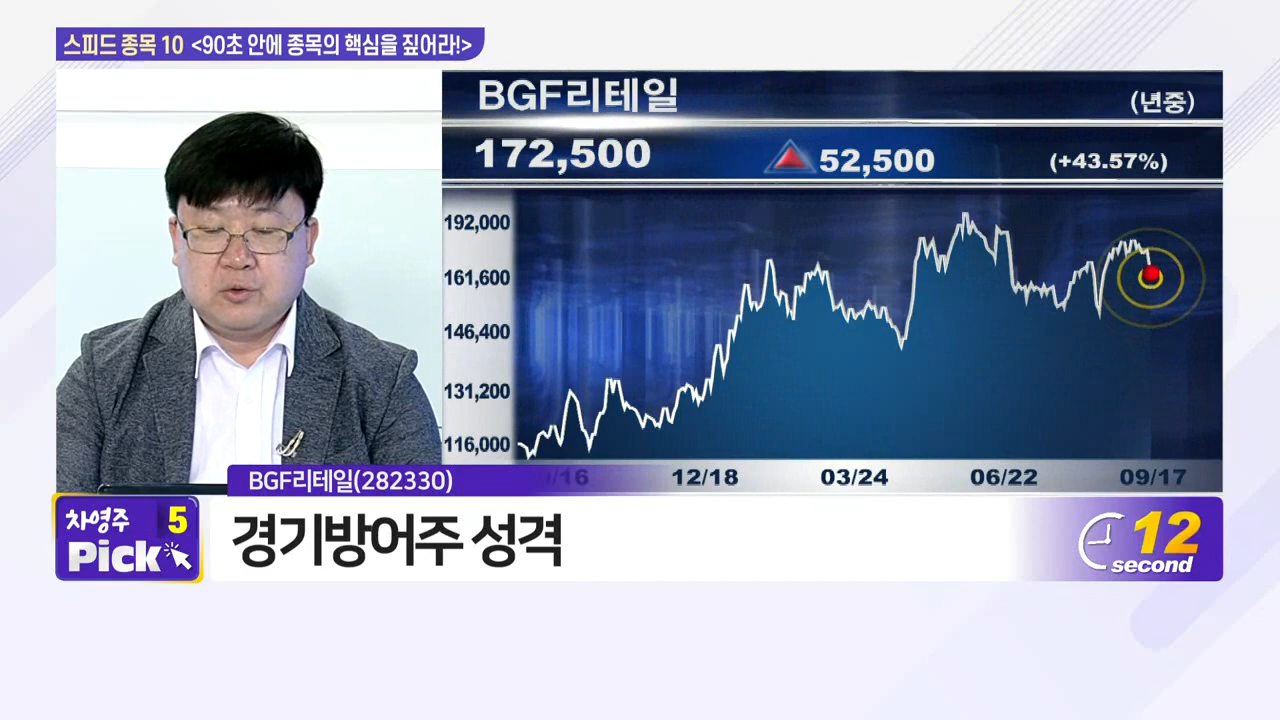 스피드 종목 10 <90초 안에 종목의 핵심을 짚어라!>
BGF리테일 (년중)
172,500 52,500 (+43.57%)
192,000
161,600
146,400
131,200
116,000
/16 12/18 03/24 06/22 09/17
BGF리테일(282330)
차영주 5
Pick
경기방어주 성격
12
second